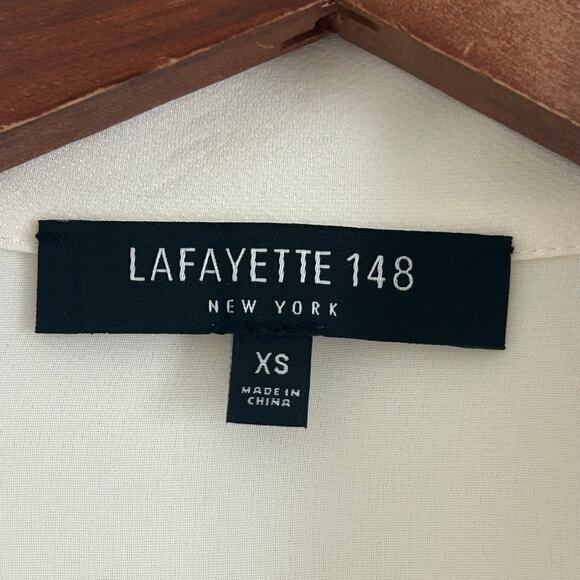 LAFAYETTE 148
NEW YORK
XS
MADE IN
CHINA